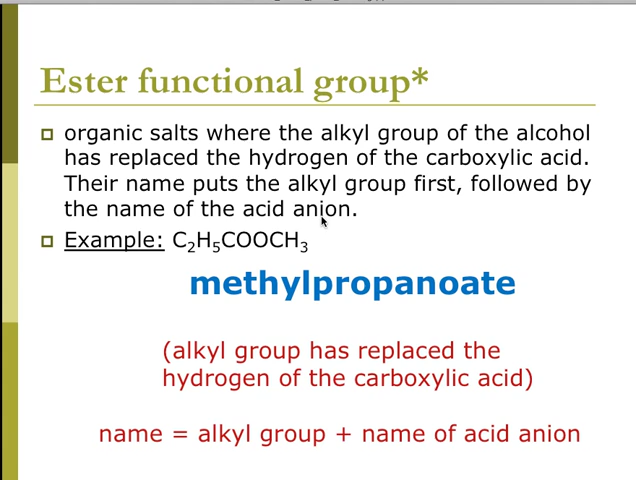 Ester functional group*
organic salts where the alkyl group of the alcohol
has replaced the hydrogen of the carboxylic acid.
Their name puts the alkyl group first, followed by
the name of the acid anion.
Example: C₂H₅COOCH₃
methylpropanoate
(alkyl group has replaced the
hydrogen of the carboxylic acid)
name = alkyl group + name of acid anion